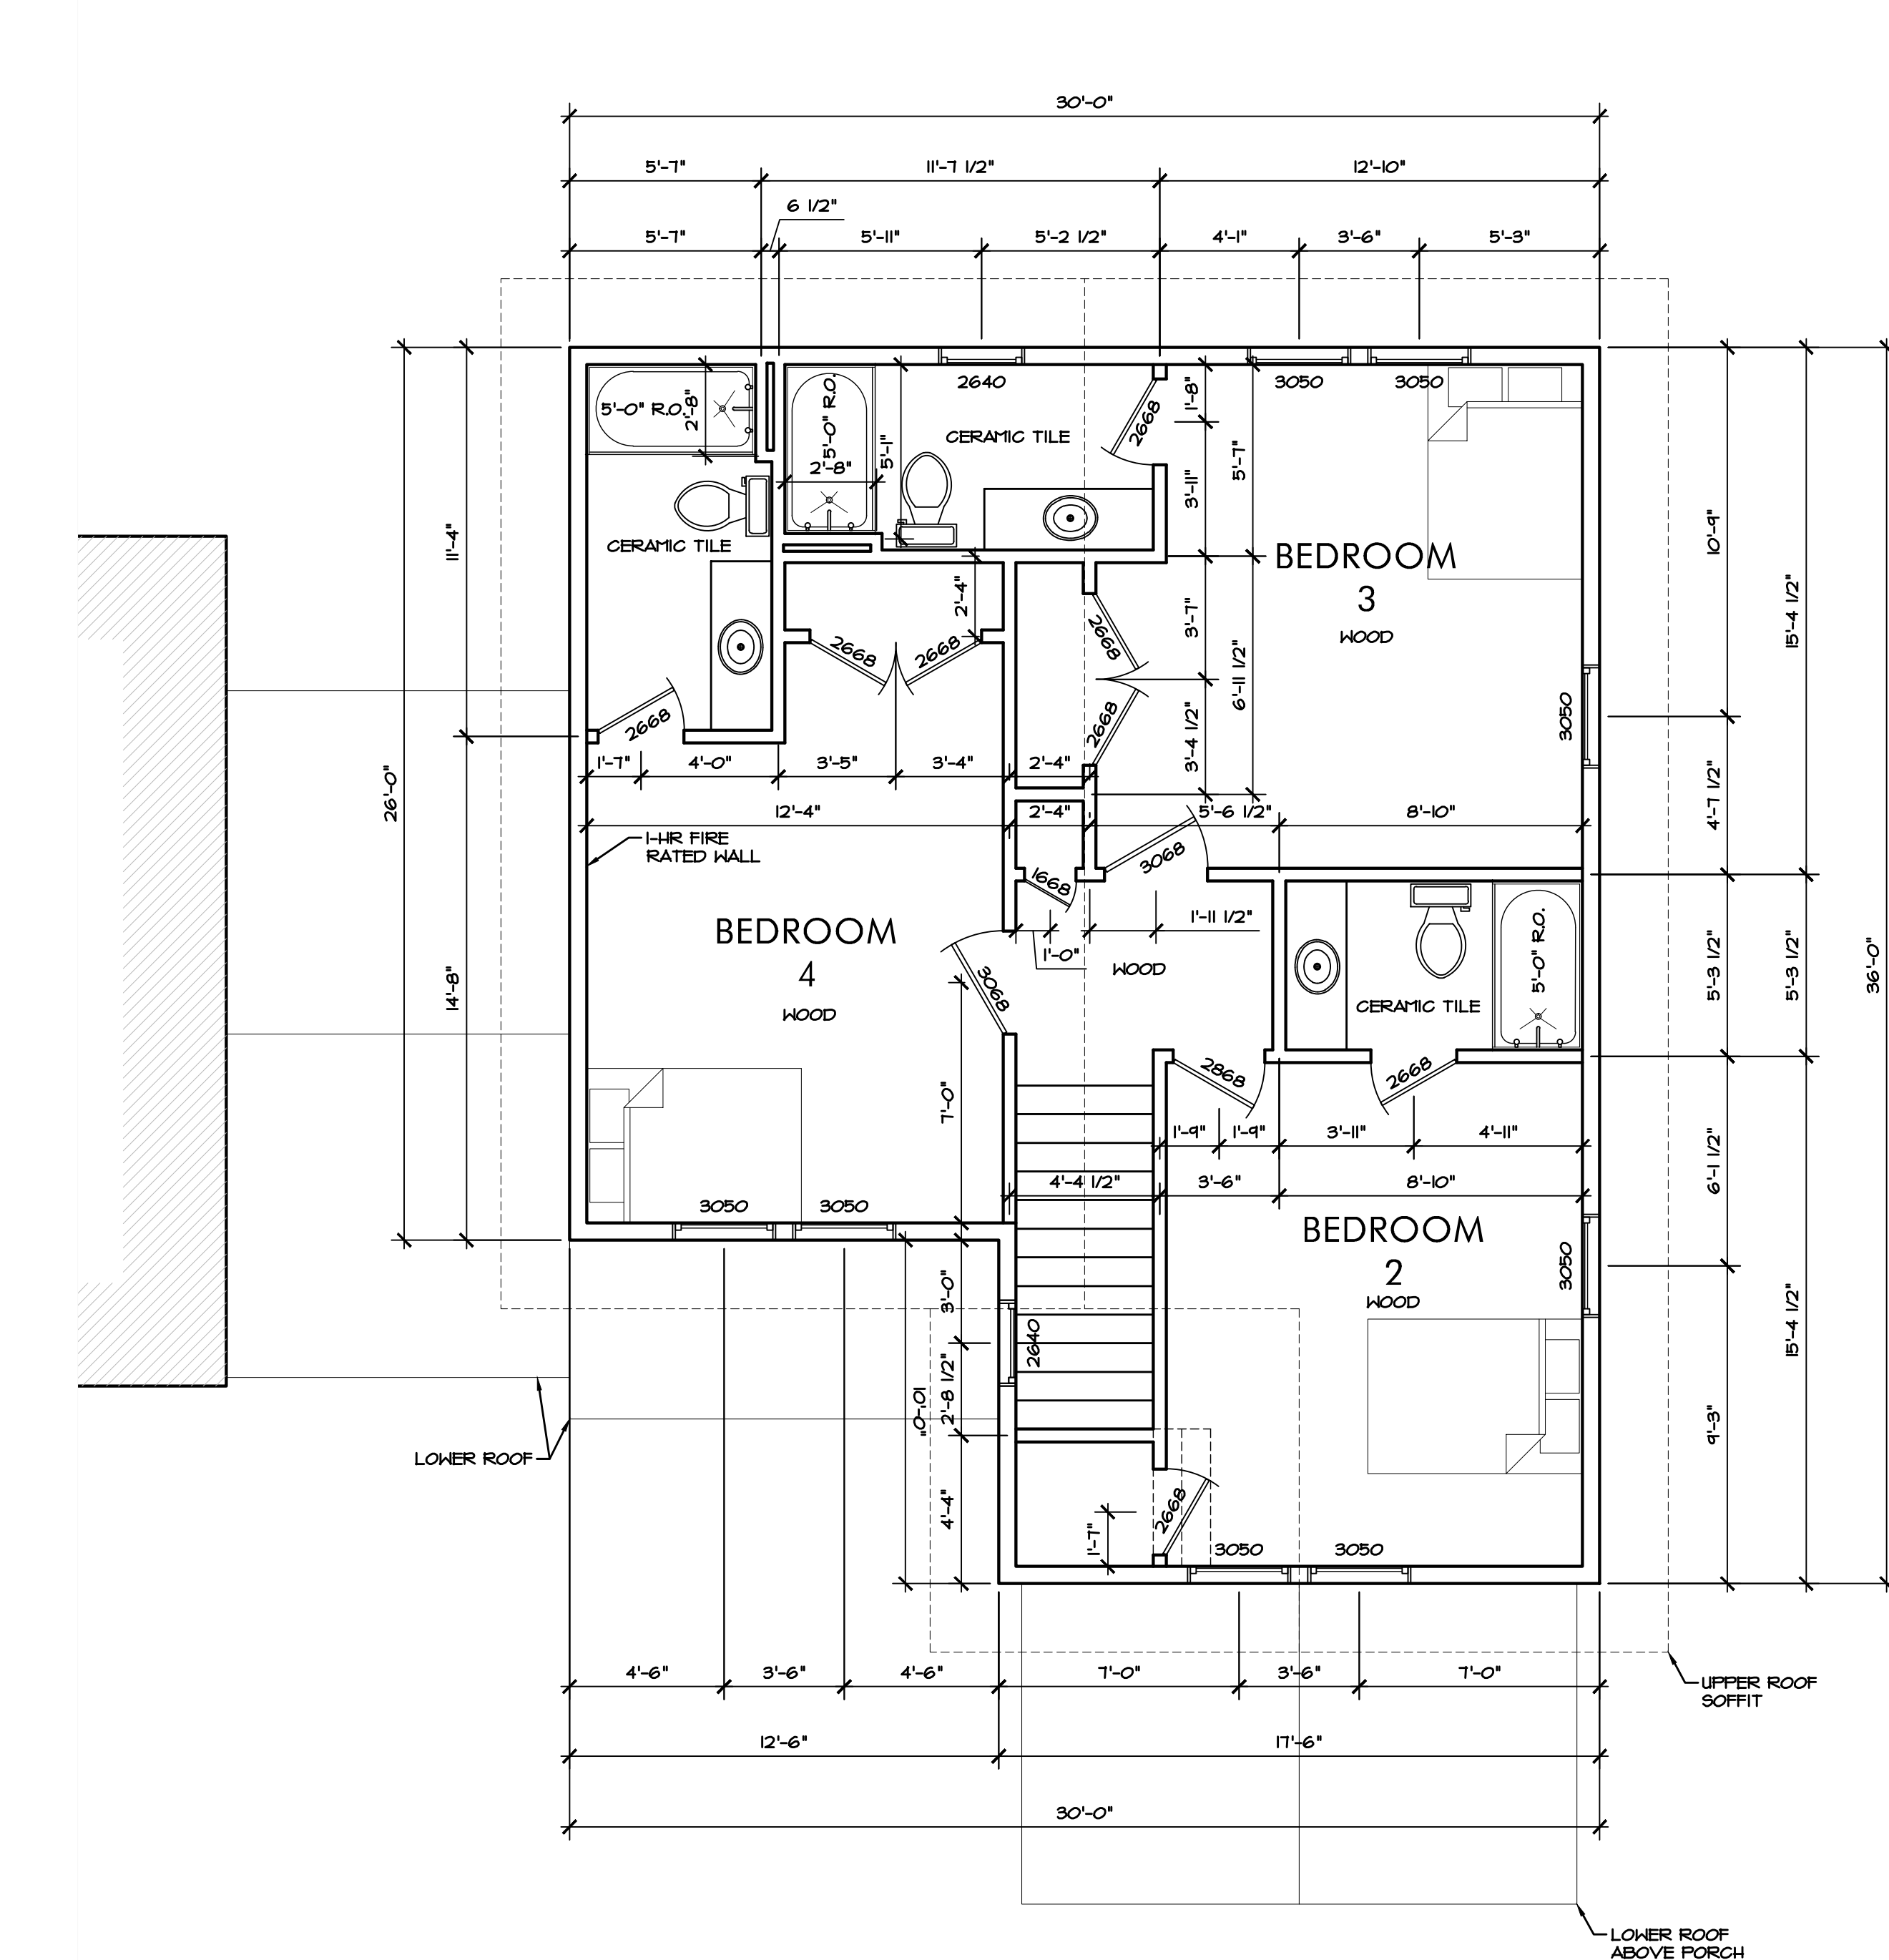 30'-0"
5'-7" 11'-7 1/2" 12'-10"
6 1/2"
5'-7" 5'-11" 5'-2 1/2" 4'-1" 3'-6" 5'-3"
2640 3050 3050
5'-0" R.O. 2'-8" 5'-0" R.O. 2'-8" 5'-1" CERAMIC TILE 2668 1'-8"
3'-11" 5'-7"
CERAMIC TILE
11'-4"
BEDROOM
3
WOOD
10'-9"
15'-4 1/2"
2'-4"
2668 2668 2668 3'-7"
6'-11 1/2"
2668 2668 3'-4 1/2" 3050
1'-7" 4'-0" 3'-5" 3'-4" 2'-4"
26'-0"
12'-4" 2'-4" 5'-6 1/2" 8'-10"
4'-7 1/2"
1-HR FIRE
RATED WALL
3068
1668
BEDROOM
4
WOOD
14'-8"
1'-11 1/2"
1'-0"
WOOD
3068
CERAMIC TILE
5'-0" R.O.
5'-3 1/2" 5'-3 1/2" 36'-0"
2868 2668
7'-0"
1'-9" 1'-9" 3'-11" 4'-11"
6'-1 1/2"
4'-4 1/2" 3'-6" 8'-10"
3050 3050
BEDROOM
2
WOOD
3050
3'-0"
2640
15'-4 1/2"
2'-8 1/2"
10'-0"
9'-3"
LOWER ROOF
4'-4"
2668
1'-7"
3050 3050
4'-6" 3'-6" 4'-6" 7'-0" 3'-6" 7'-0"
UPPER ROOF
SOFFIT
12'-6" 17'-6"
30'-0"
LOWER ROOF
ABOVE PORCH